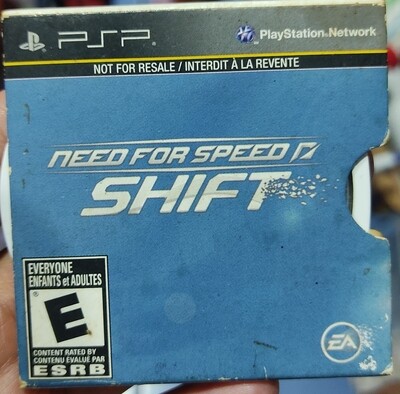 PSP
PlayStation Network
NOT FOR RESALE / INTERDIT À LA REVENTE
NEED FOR SPEED
SHIFT
EVERYONE
ENFANTS et ADULTES
E
CONTENT RATED BY
CONTENU ÉVALUÉ PAR
ESRB
EA